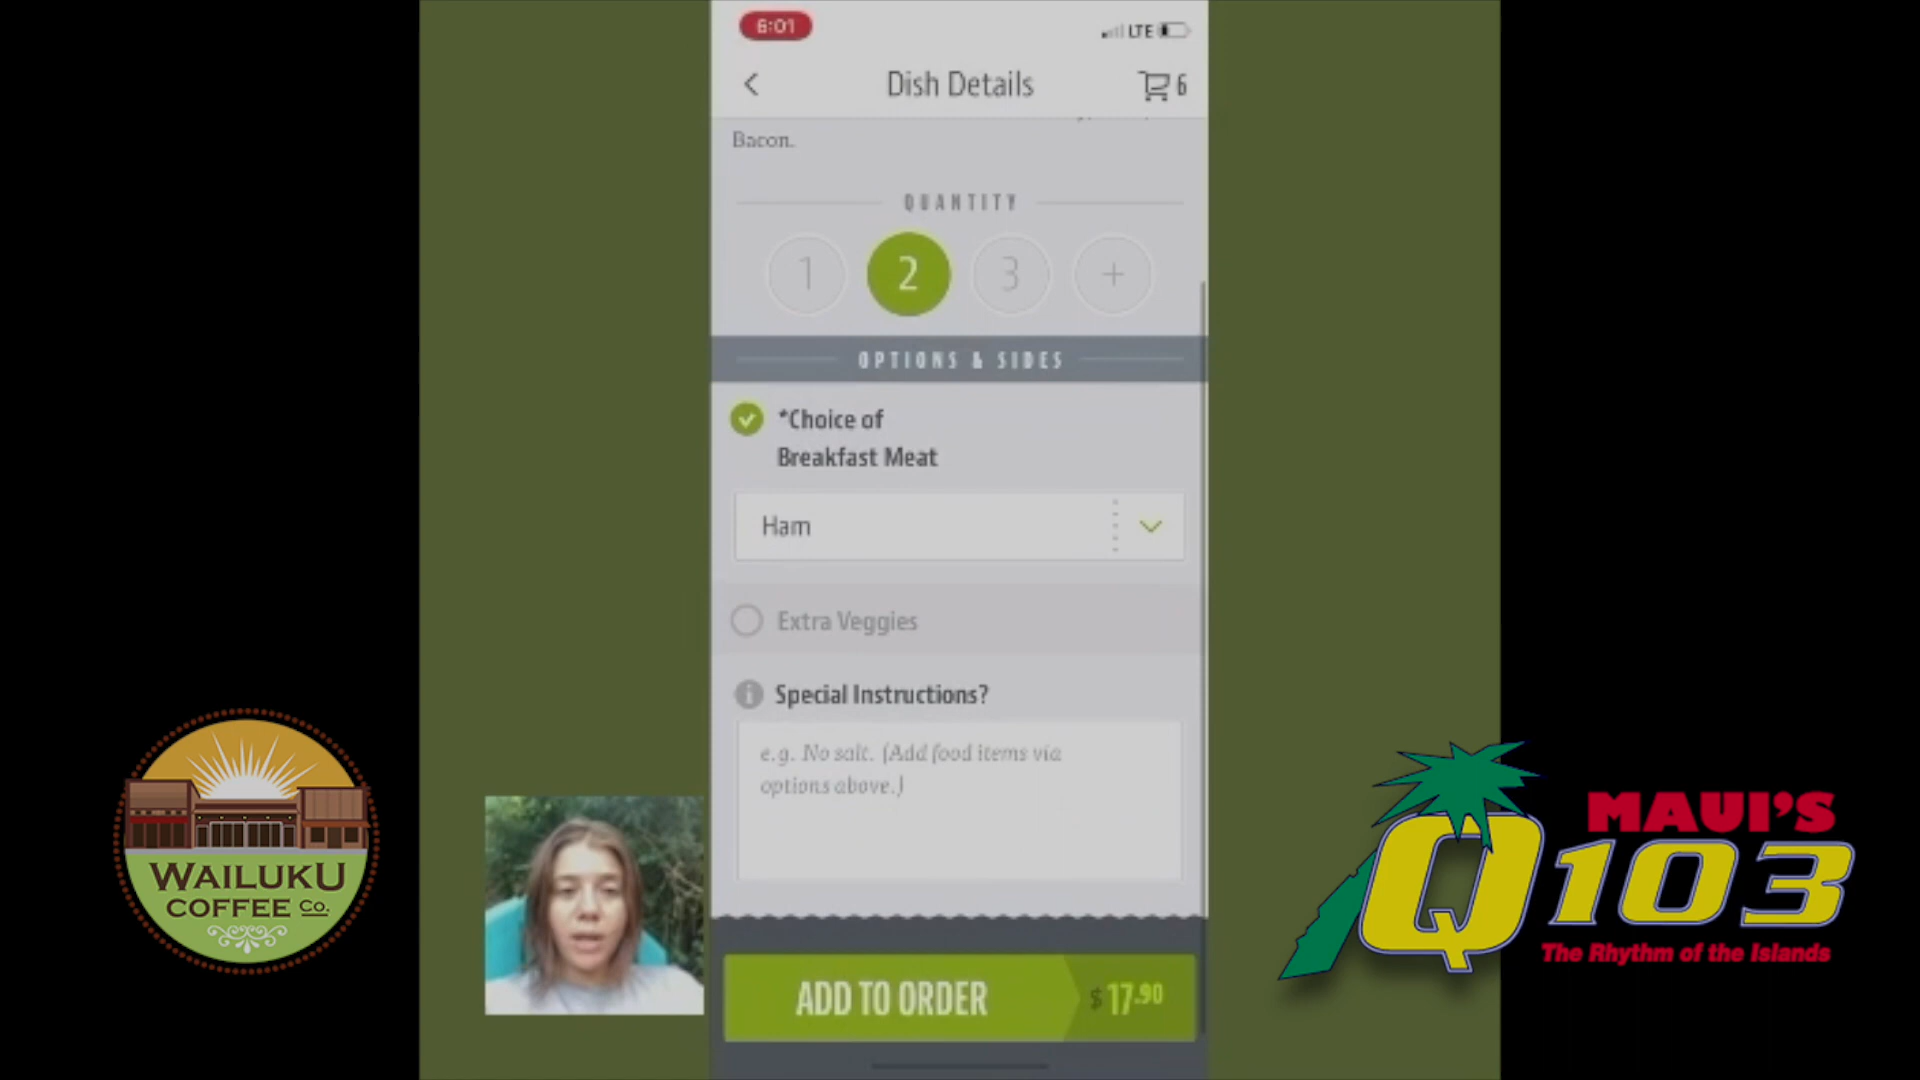 6:01
LTE
Dish Details
6
Bacon.
QUANTITY
1 2 3 +
OPTIONS & SIDES
*Choice of
Breakfast Meat
Ham
Extra Veggies
Special Instructions?
e.g. No salt. (Add food items via
options above.)
ADD TO ORDER $17.90
WAILUKU
COFFEE CO.
MAUI'S
Q103
The Rhythm of the Islands